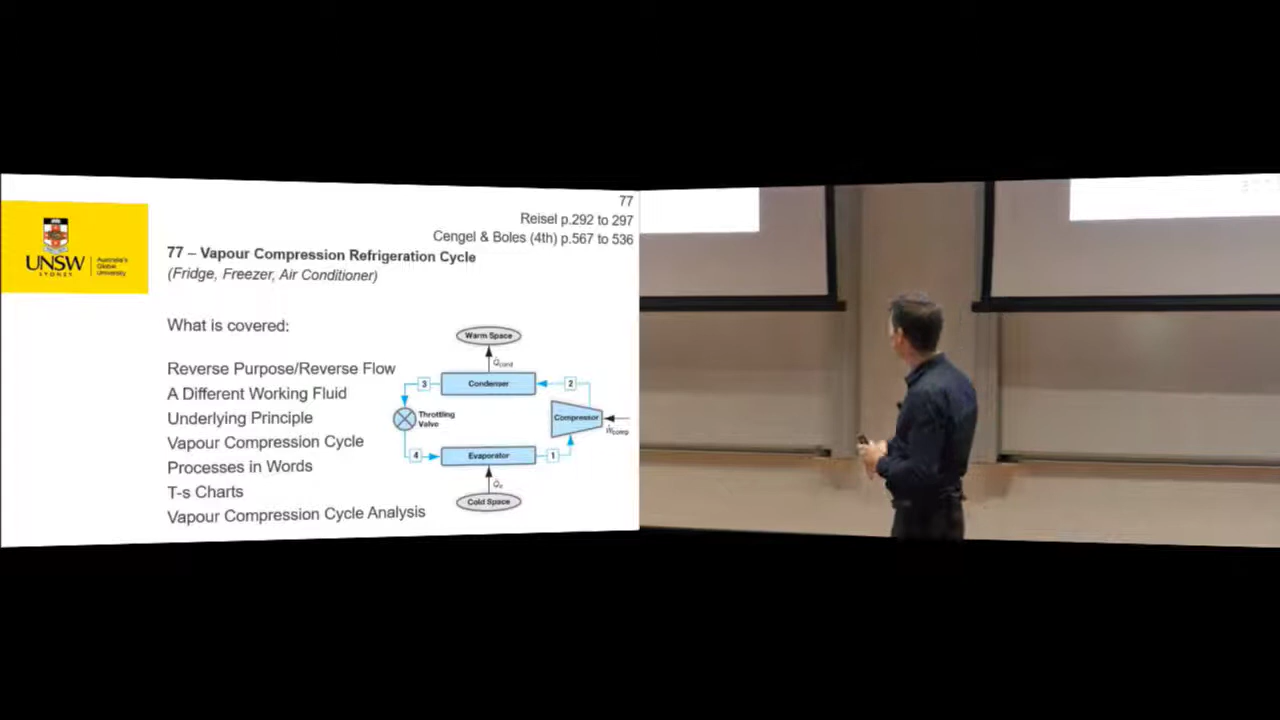 77
Reisel p.292 to 297
Cengel & Boles (4th) p.567 to 536
UNSW
SYDNEY
Australia's
Global
University
77 – Vapour Compression Refrigeration Cycle
(Fridge, Freezer, Air Conditioner)
What is covered:
Reverse Purpose/Reverse Flow
A Different Working Fluid
Underlying Principle
Vapour Compression Cycle
Processes in Words
T-s Charts
Vapour Compression Cycle Analysis
Warm Space
Q̇cond
3
Condenser
2
Throttling
Valve
Compressor
Ẇcomp
4
Evaporator
1
Q̇e
Cold Space